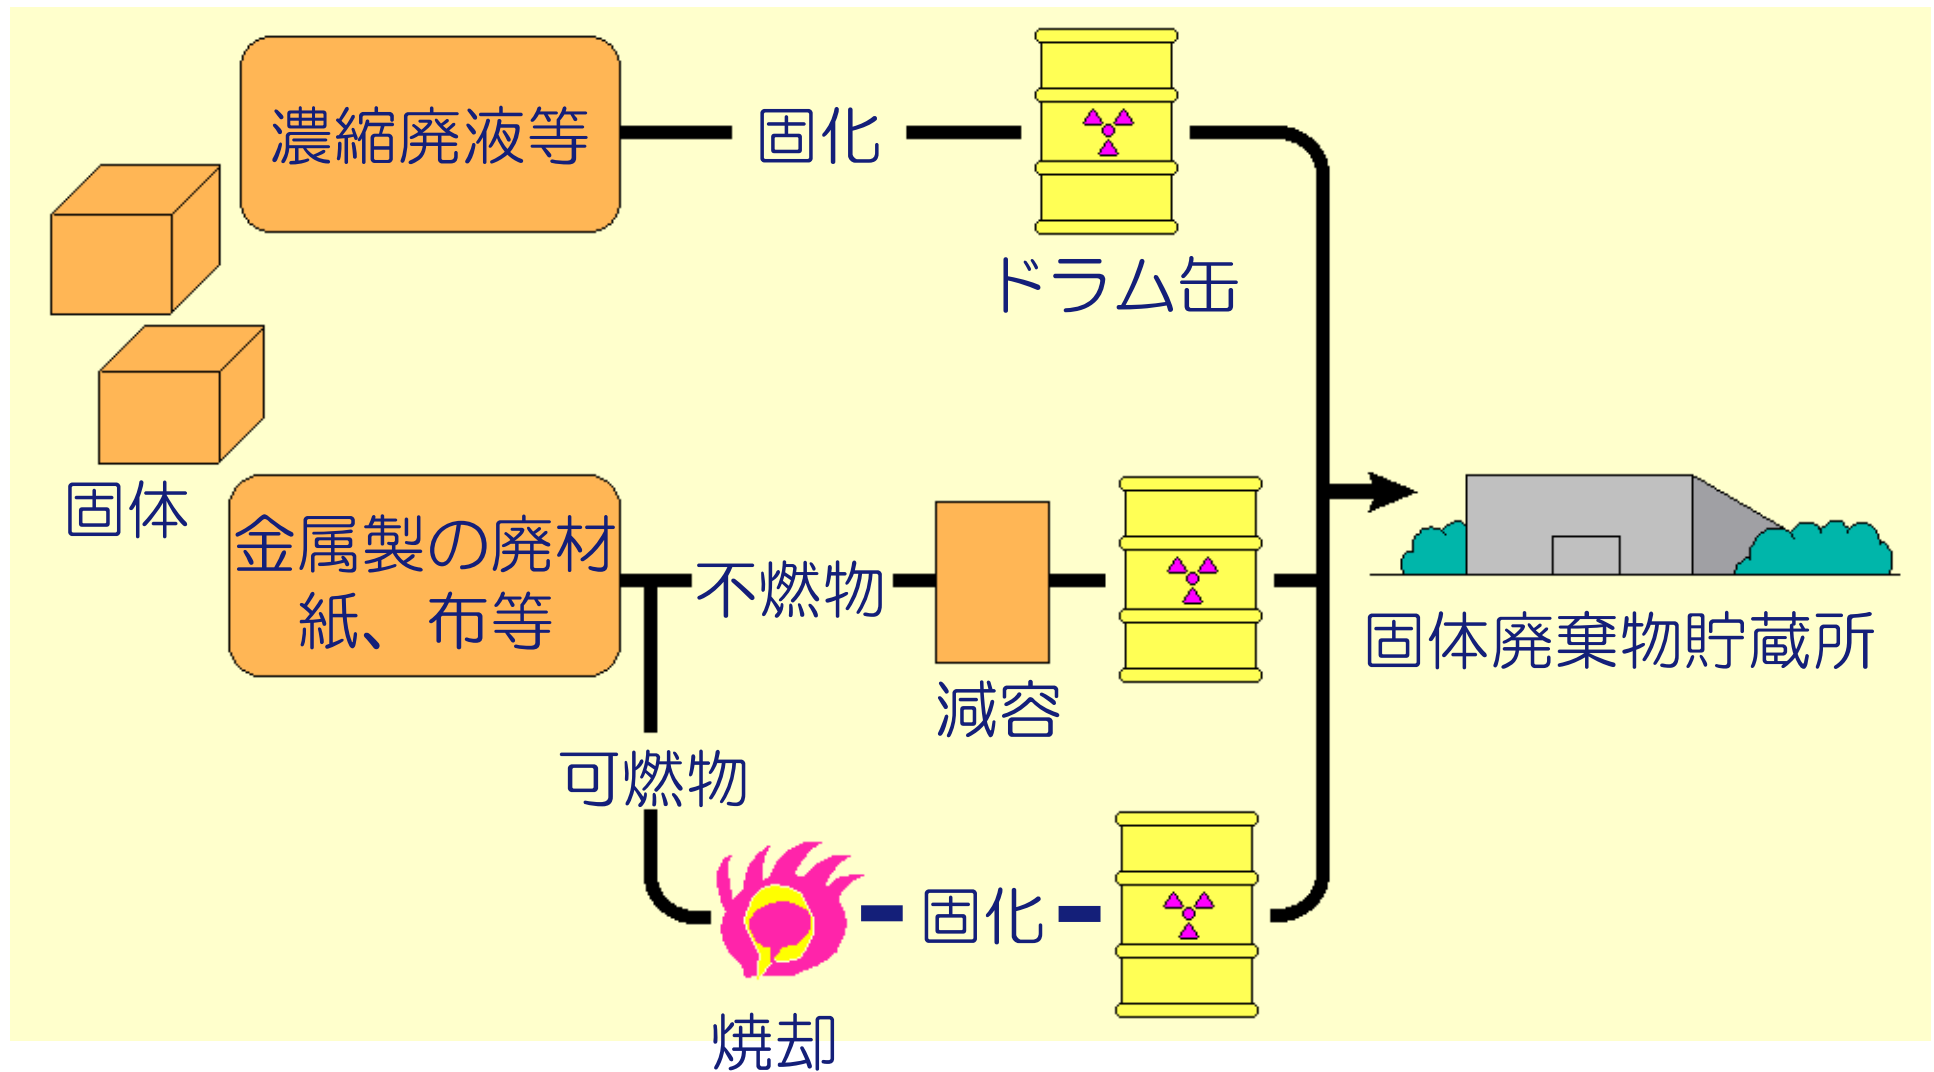 濃縮廃液等
固化
ドラム缶
固体
金属製の廃材
紙、布等
不燃物
減容
固体廃棄物貯蔵所
可燃物
固化
焼却